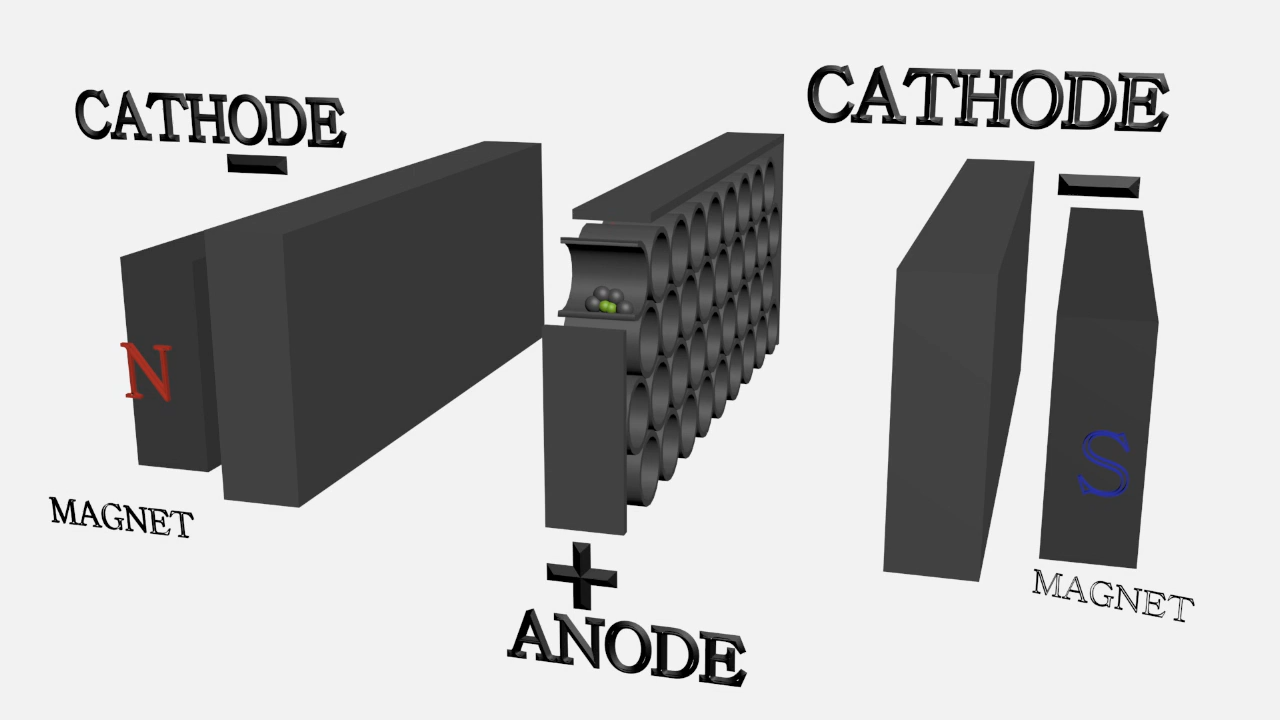 CATHODE
−
CATHODE
−
N
S
MAGNET
+
ANODE
MAGNET